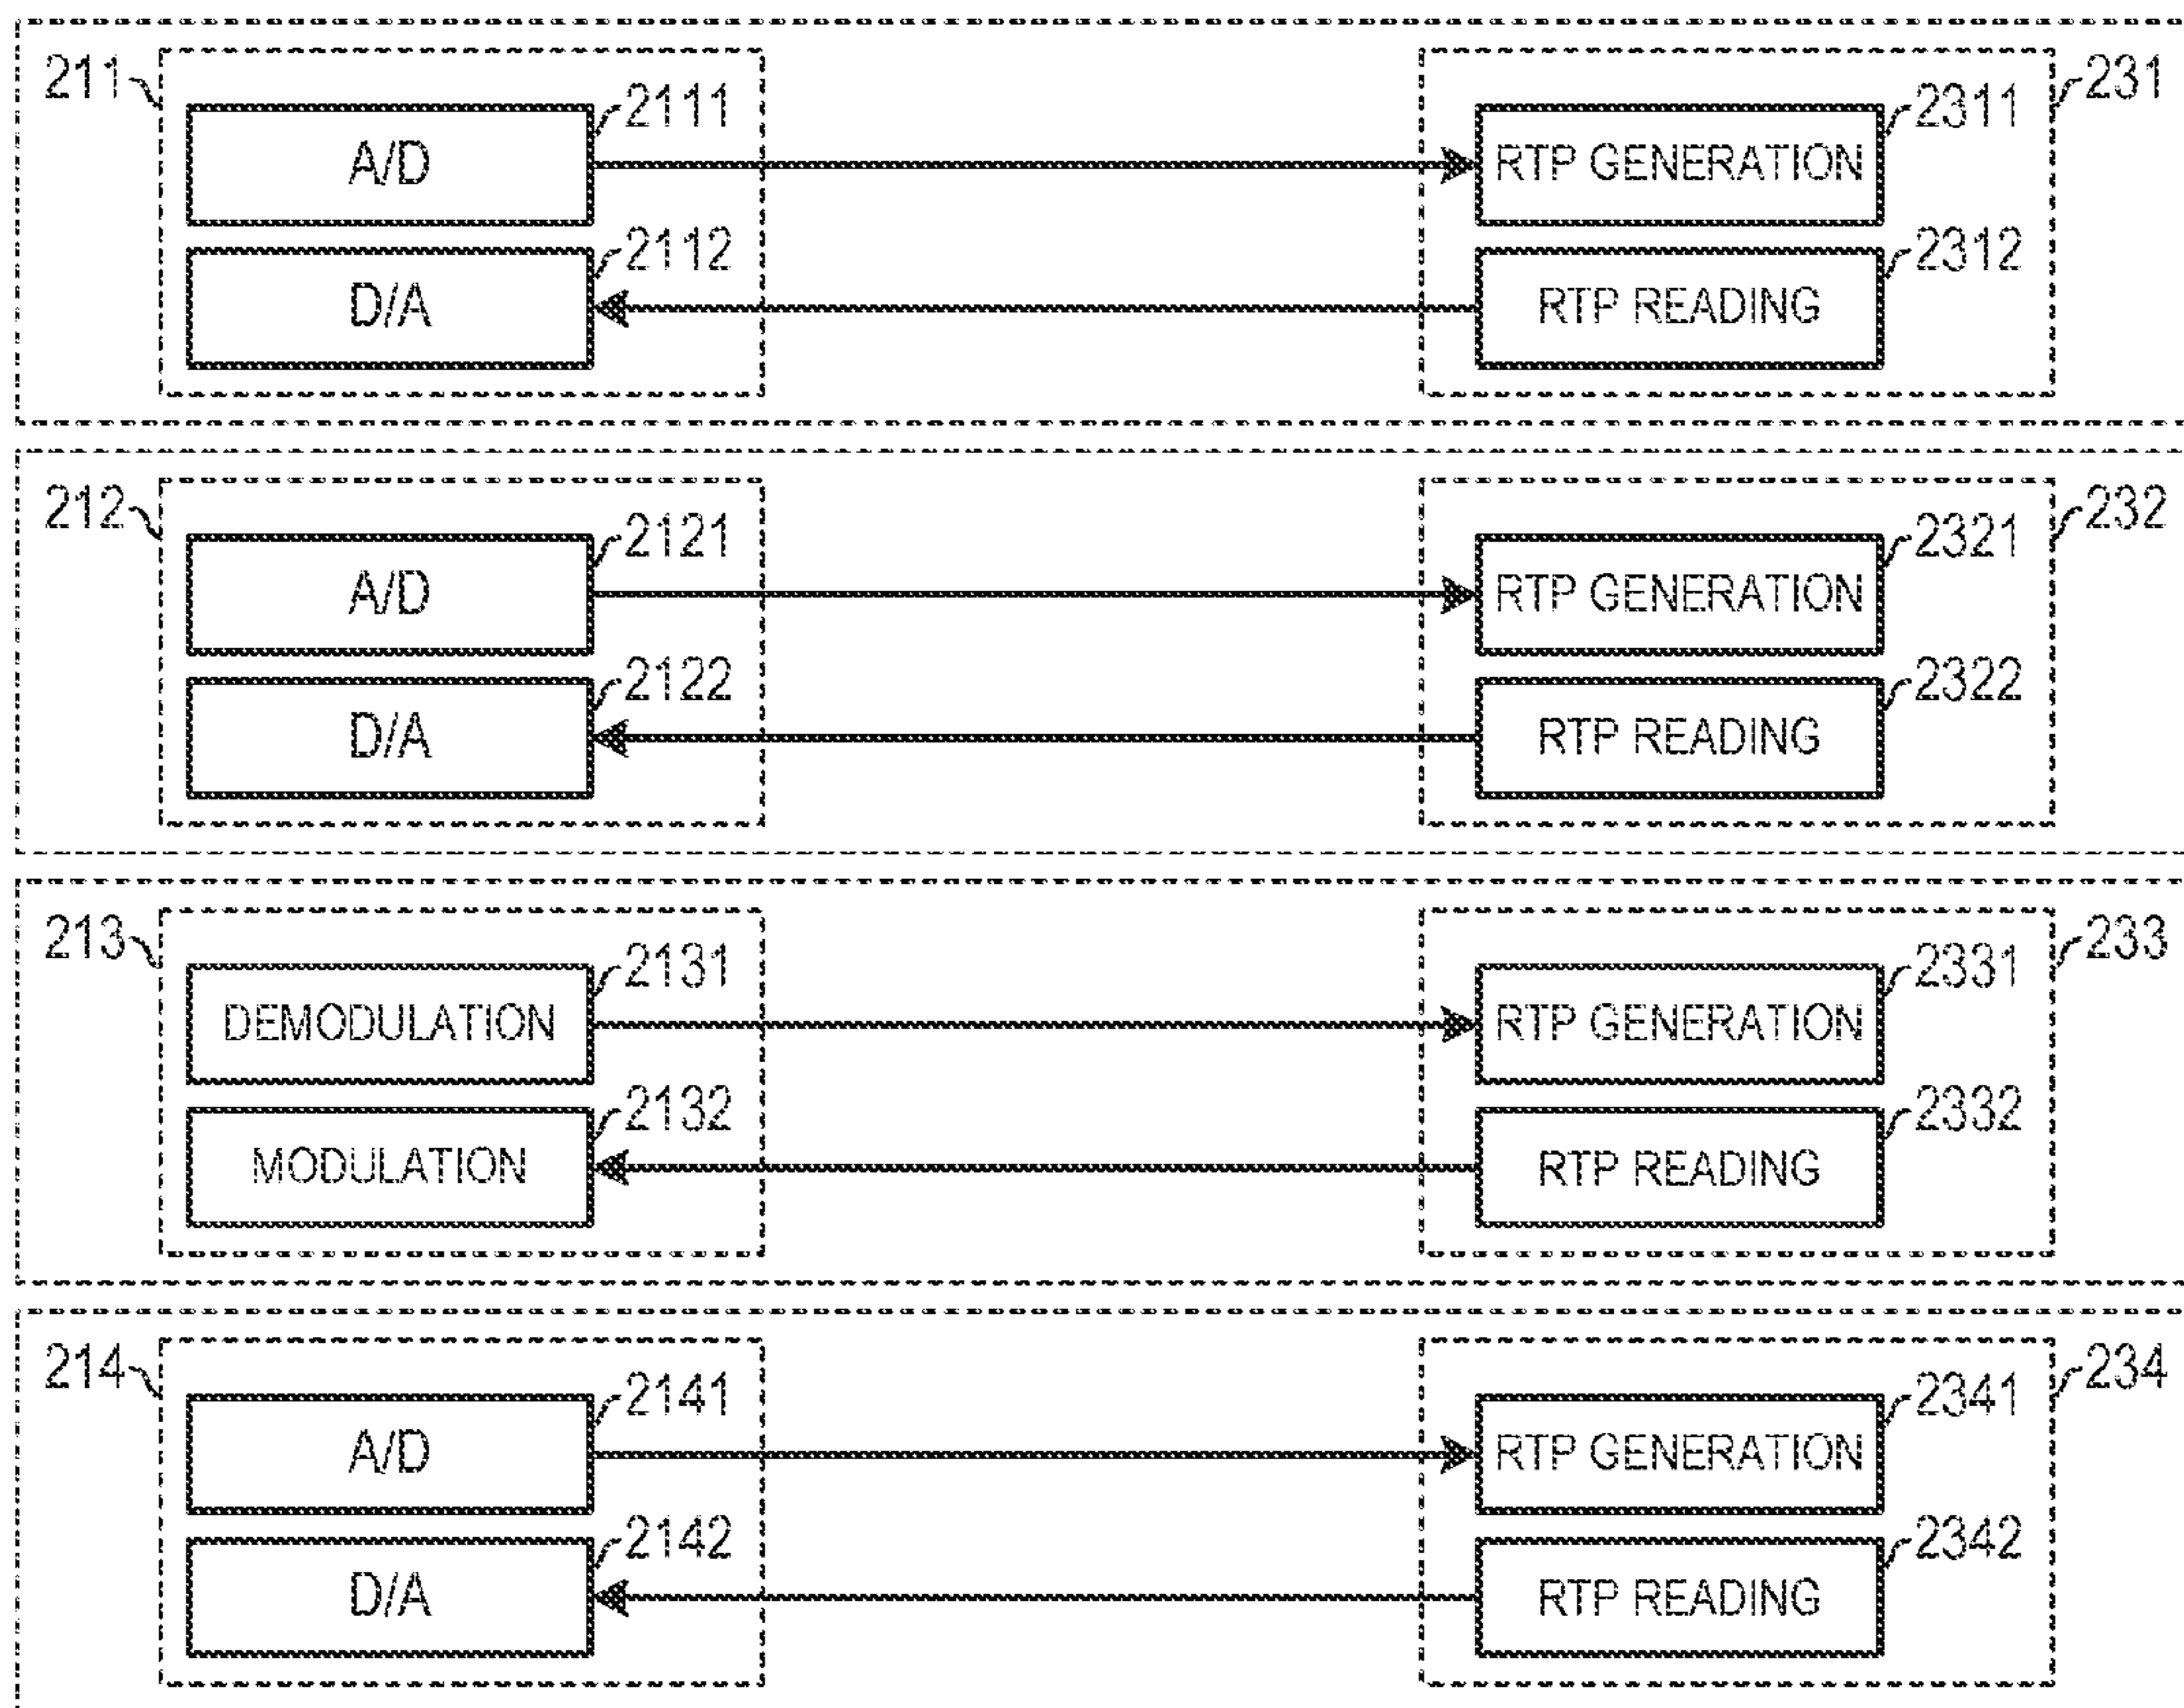 211
2111
A/D
2311
231
RTP GENERATION
2112
D/A
2312
RTP READING
212
2121
A/D
2321
232
RTP GENERATION
2122
D/A
2322
RTP READING
213
2131
DEMODULATION
2331
233
RTP GENERATION
2132
MODULATION
2332
RTP READING
214
2141
A/D
2341
234
RTP GENERATION
2142
D/A
2342
RTP READING